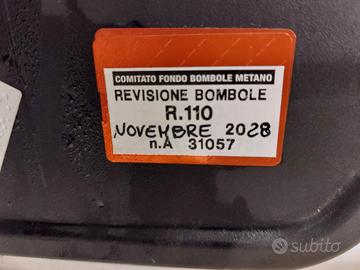 COMITATO FONDO BOMBOLE METANO
REVISIONE BOMBOLE
R.110
NOVEMBRE 2028
n.A 31057
subito